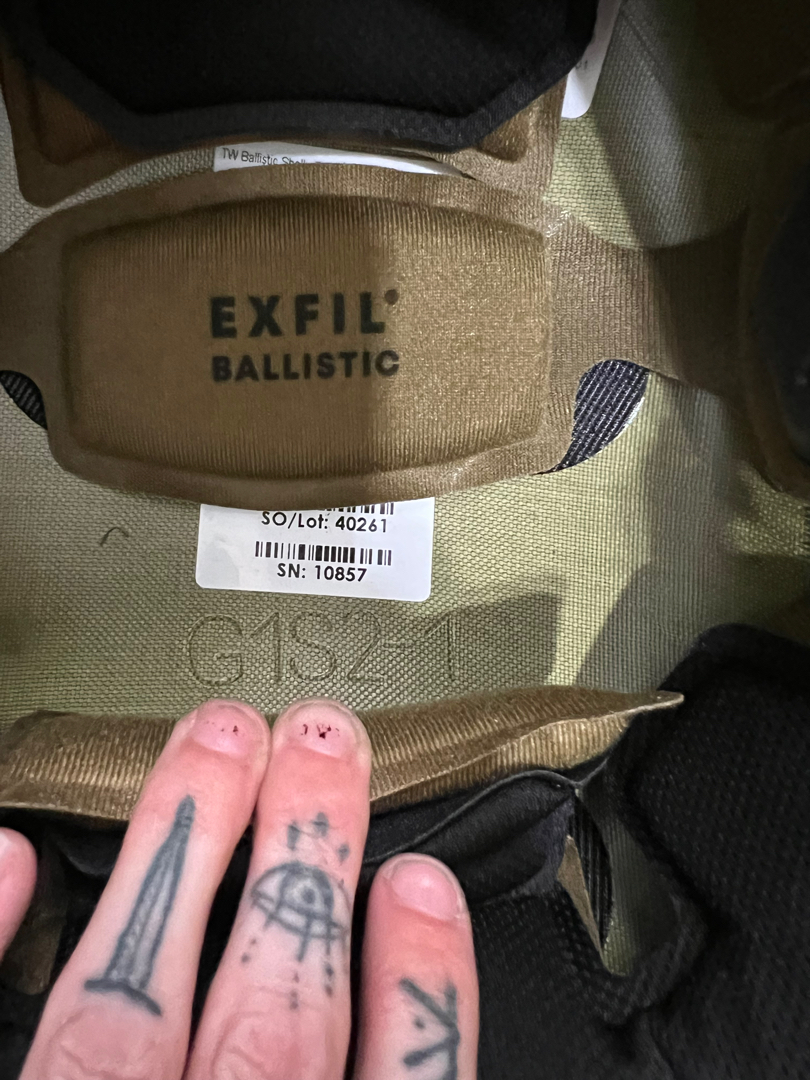 TW Ballistic Shell
EXFIL®
BALLISTIC
SO/Lot: 40261
SN: 10857
G1S2-1